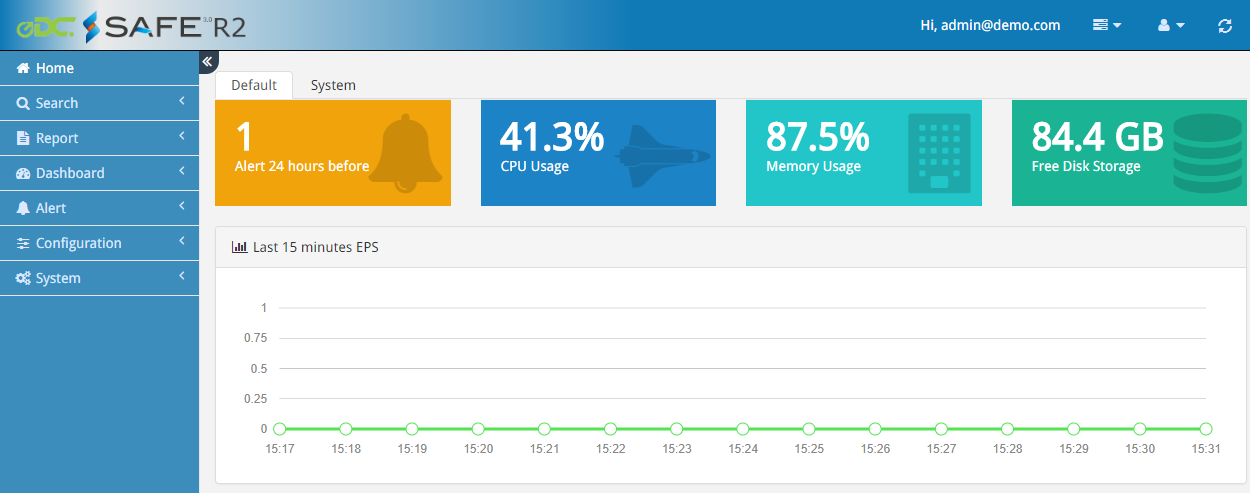 eDC. SAFE 3.0 R2
Hi, admin@demo.com
Home
Search
Report
Dashboard
Alert
Configuration
System
Default
System
1
Alert 24 hours before
41.3%
CPU Usage
87.5%
Memory Usage
84.4 GB
Free Disk Storage
Last 15 minutes EPS
1
0.75
0.5
0.25
0
15:17 15:18 15:19 15:20 15:21 15:22 15:23 15:24 15:25 15:26 15:27 15:28 15:29 15:30 15:31